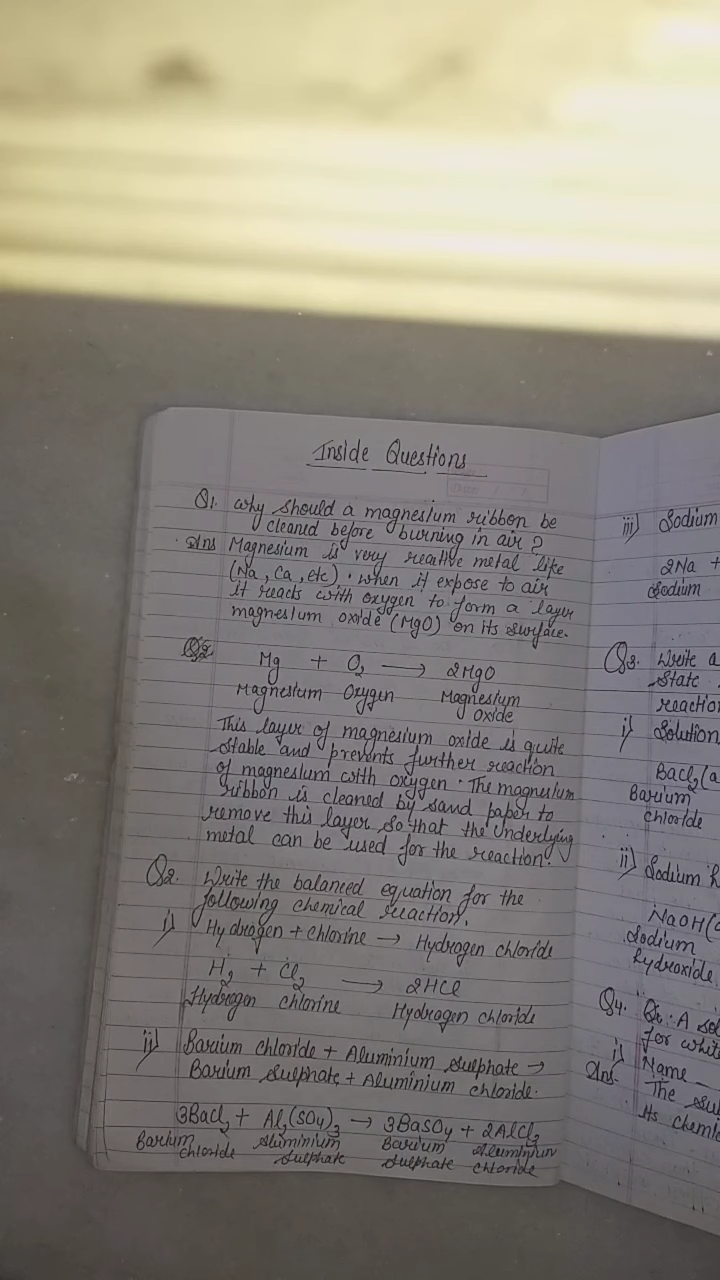 Inside Questions
Q1. Why should a magnesium ribbon be
cleaned before burning in air?
Ans Magnesium is very reactive metal like
(Na, Ca, etc). when it expose to air
it reacts with oxygen to form a layer
magnesium oxide (MgO) on its surface.
Q2
Mg + O₂ → 2MgO
Magnesium Oxygen Magnesium
oxide
This layer of magnesium oxide is quite
stable and prevents further reaction
of magnesium with oxygen. The magnesium
ribbon is cleaned by sand paper to
remove this layer, so that the underlying
metal can be used for the reaction.
Q2. Write the balanced equation for the
following chemical reaction.
i) Hydrogen + chlorine → Hydrogen chloride
H₂ + Cl₂ → 2HCl
Hydrogen chlorine Hydrogen chloride
ii) Barium chloride + Aluminium sulphate →
Barium sulphate + Aluminium chloride.
3BaCl₂ + Al₂(SO₄)₃ → 3BaSO₄ + 2AlCl₃
Barium Aluminium Barium Aluminium
chloride sulphate sulphate chloride
iii) Sodium
2Na +
Sodium
Q3. Write a
state
reaction
i) Solution
BaCl₂(a
Barium
chloride
ii) Sodium h
NaOH(
Sodium
hydroxide
Q4. A sol
for white
i) Name
Ans- The su
its chemic